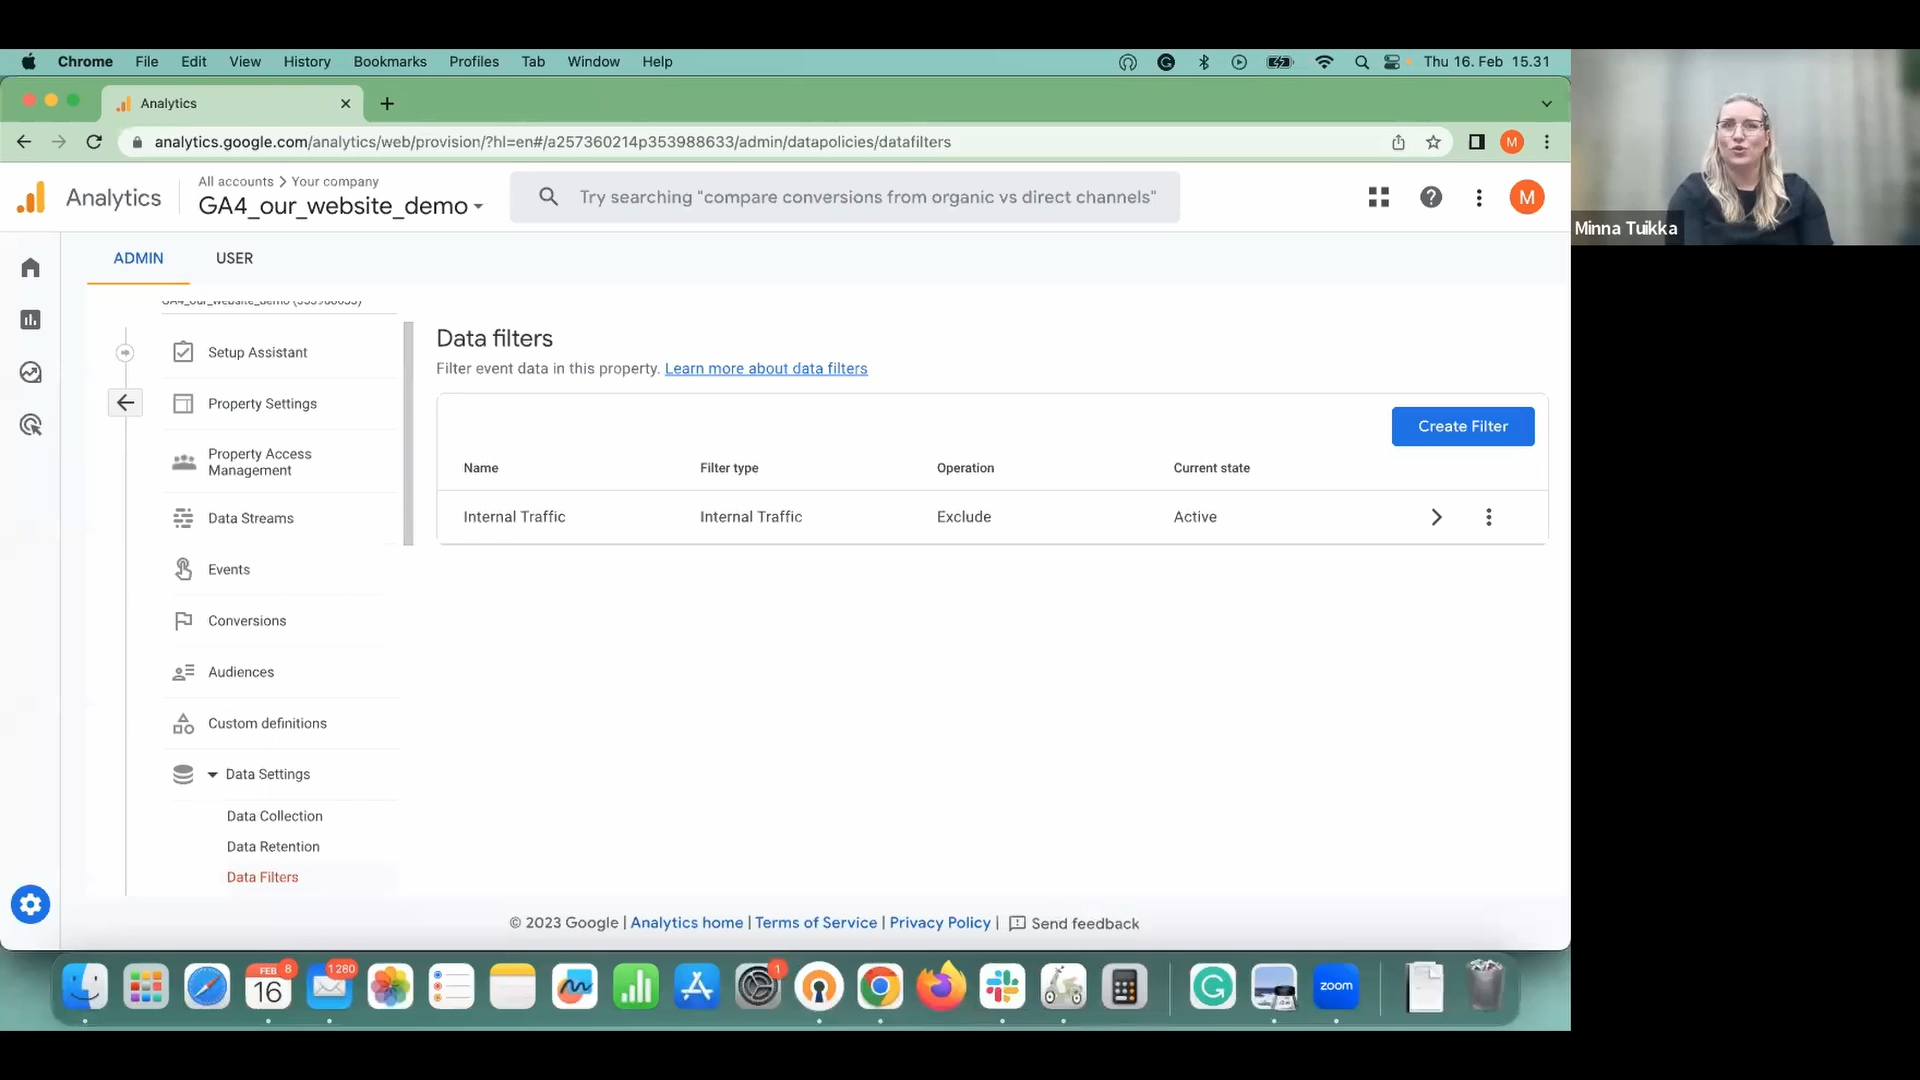 Chrome File Edit View History Bookmarks Profiles Tab Window Help Thu 16. Feb 15.31
Analytics
analytics.google.com/analytics/web/provision/?hl=en#/a257360214p353988633/admin/datapolicies/datafilters M
All accounts > Your company
Analytics GA4_our_website_demo Try searching "compare conversions from organic vs direct channels" M
Minna Tuikka
ADMIN USER
GA4_our_website_demo (353988633)
Setup Assistant
Property Settings
Property Access
Management
Data Streams
Events
Conversions
Audiences
Custom definitions
Data Settings
Data Collection
Data Retention
Data Filters
Data filters
Filter event data in this property. Learn more about data filters
Create Filter
Name Filter type Operation Current state
Internal Traffic Internal Traffic Exclude Active
© 2023 Google | Analytics home | Terms of Service | Privacy Policy | Send feedback
FEB 8 1 280 1
16 zoom